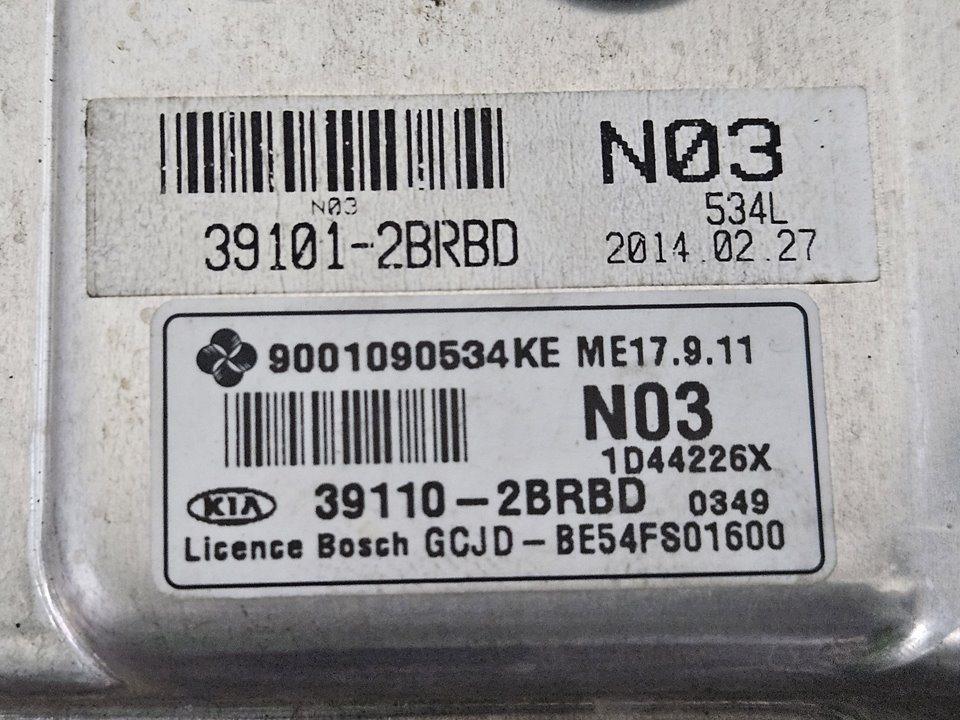 N03
N03
39101-2BRBD
534L
2014.02.27
9001090534KE ME17.9.11
N03
1D44226X
KIA 39110-2BRBD 0349
Licence Bosch GCJD-BE54FS01600